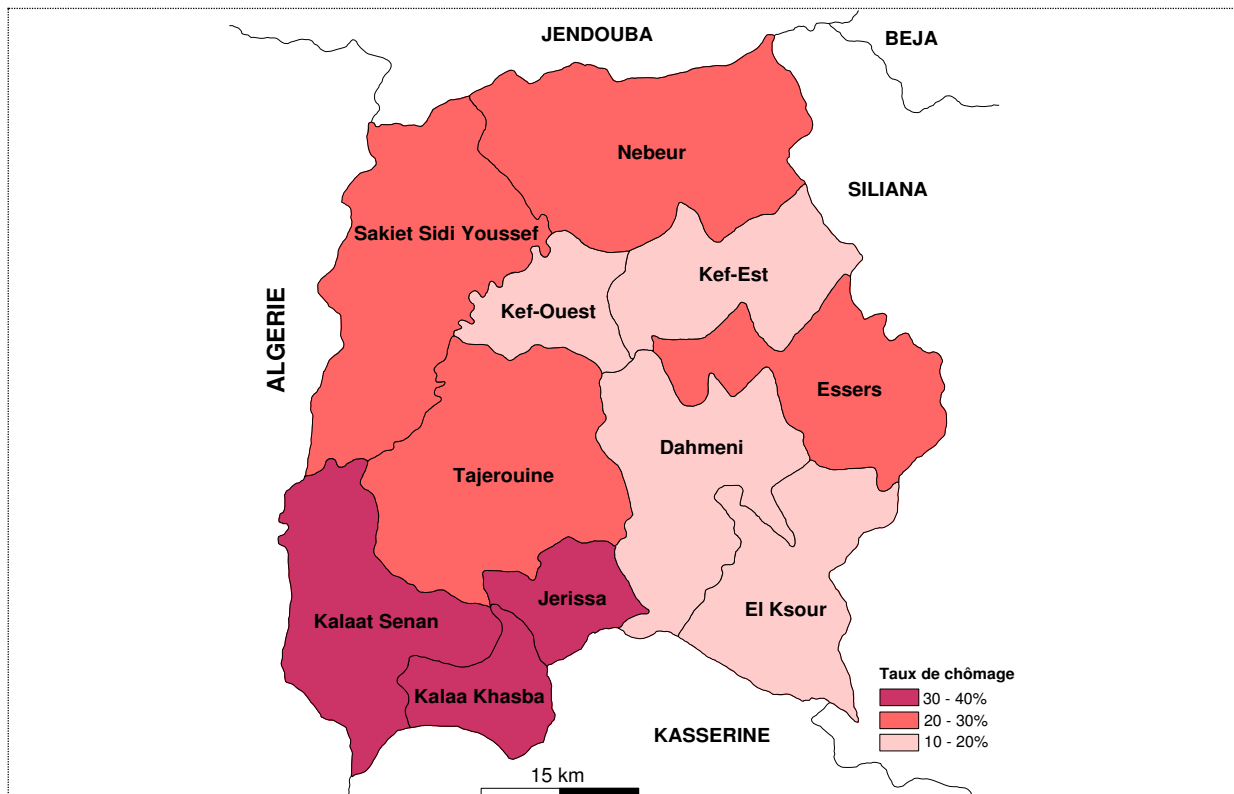 JENDOUBA
BEJA
Nebeur
SILIANA
Sakiet Sidi Youssef
Kef-Est
ALGERIE
Kef-Ouest
Essers
Dahmeni
Tajerouine
Jerissa
El Ksour
Kalaat Senan
Kalaa Khasba
KASSERINE
Taux de chômage
30 - 40%
20 - 30%
10 - 20%
15 km